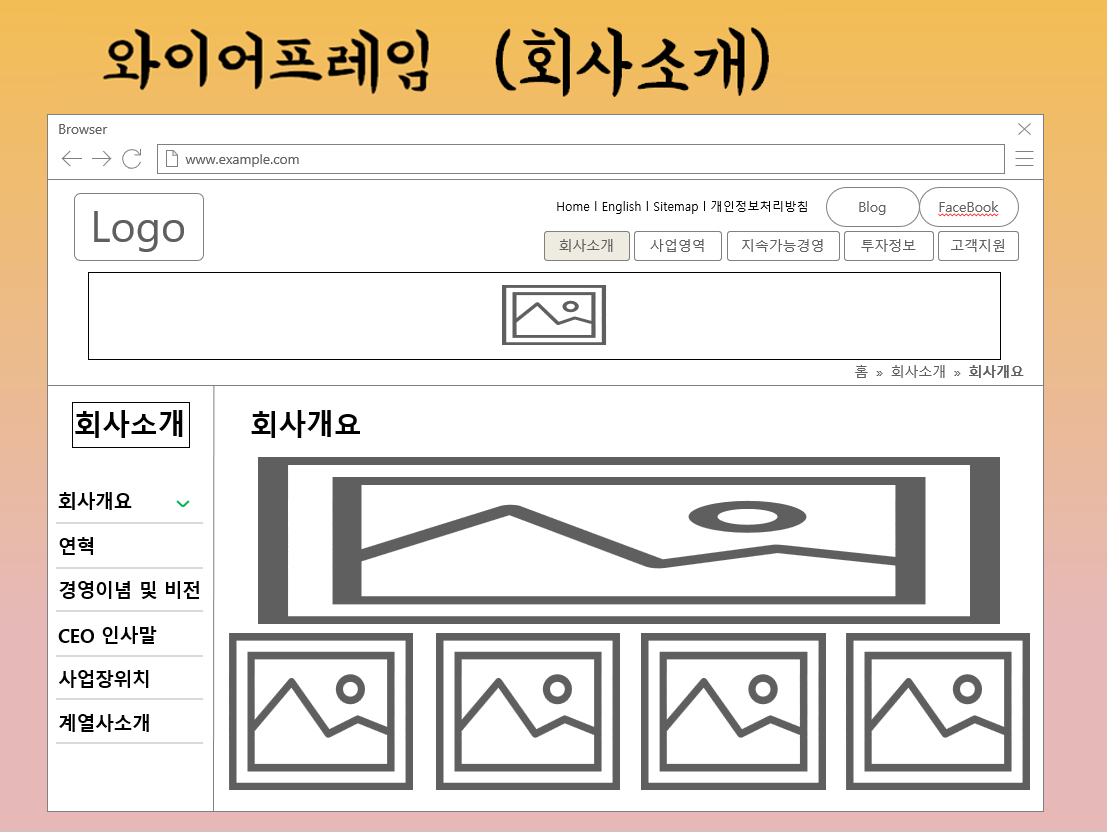 와이어프레임 (회사소개)
Browser
www.example.com
Logo
Home l English l Sitemap l 개인정보처리방침
Blog
FaceBook
회사소개
사업영역
지속가능경영
투자정보
고객지원
홈 » 회사소개 » 회사개요
회사소개
회사개요
연혁
경영이념 및 비전
CEO 인사말
사업장위치
계열사소개
회사개요